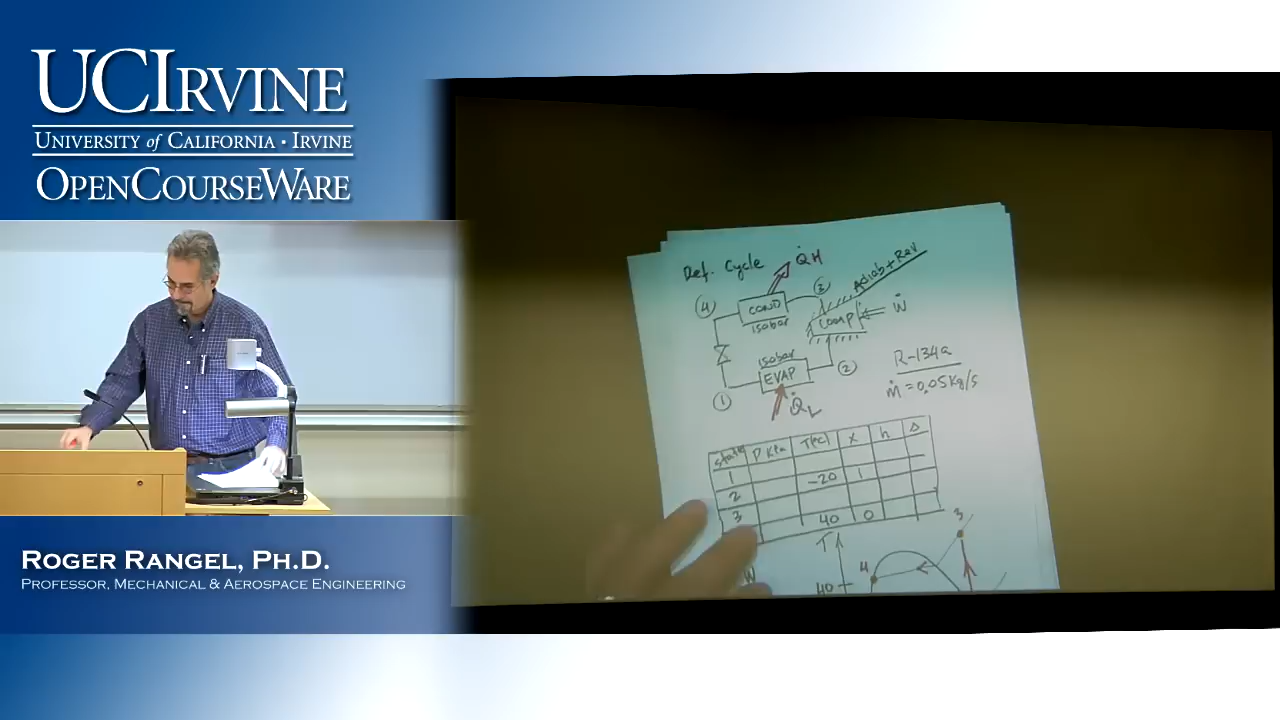 UCIRVINE
UNIVERSITY of CALIFORNIA · IRVINE
OPENCOURSEWARE
ROGER RANGEL, PH.D.
PROFESSOR, MECHANICAL & AEROSPACE ENGINEERING
Ref. Cycle
Q̇H
Adiab + Rev
4
COND
3
isobar
COMP
Ẇ
isobar
EVAP
2
R-134a
1
Q̇L
ṁ = 0.05 kg/s
state P KPa T(°C) x h Δ
1
2 -20 1
3
40 0
T
3
4
40
W